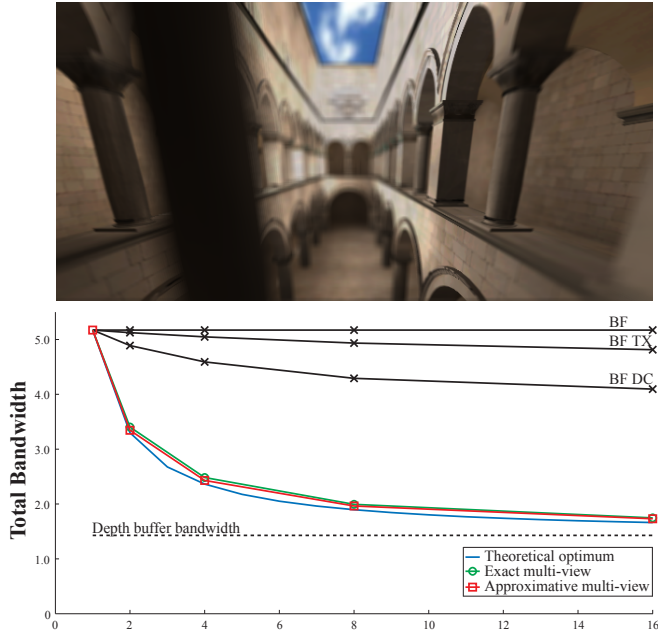 BF
5.0
BF TX
BF DC
4.0
Total Bandwidth
3.0
2.0
Depth buffer bandwidth
1.0
Theoretical optimum
Exact multi-view
Approximative multi-view
0
0 2 4 6 8 10 12 14 16